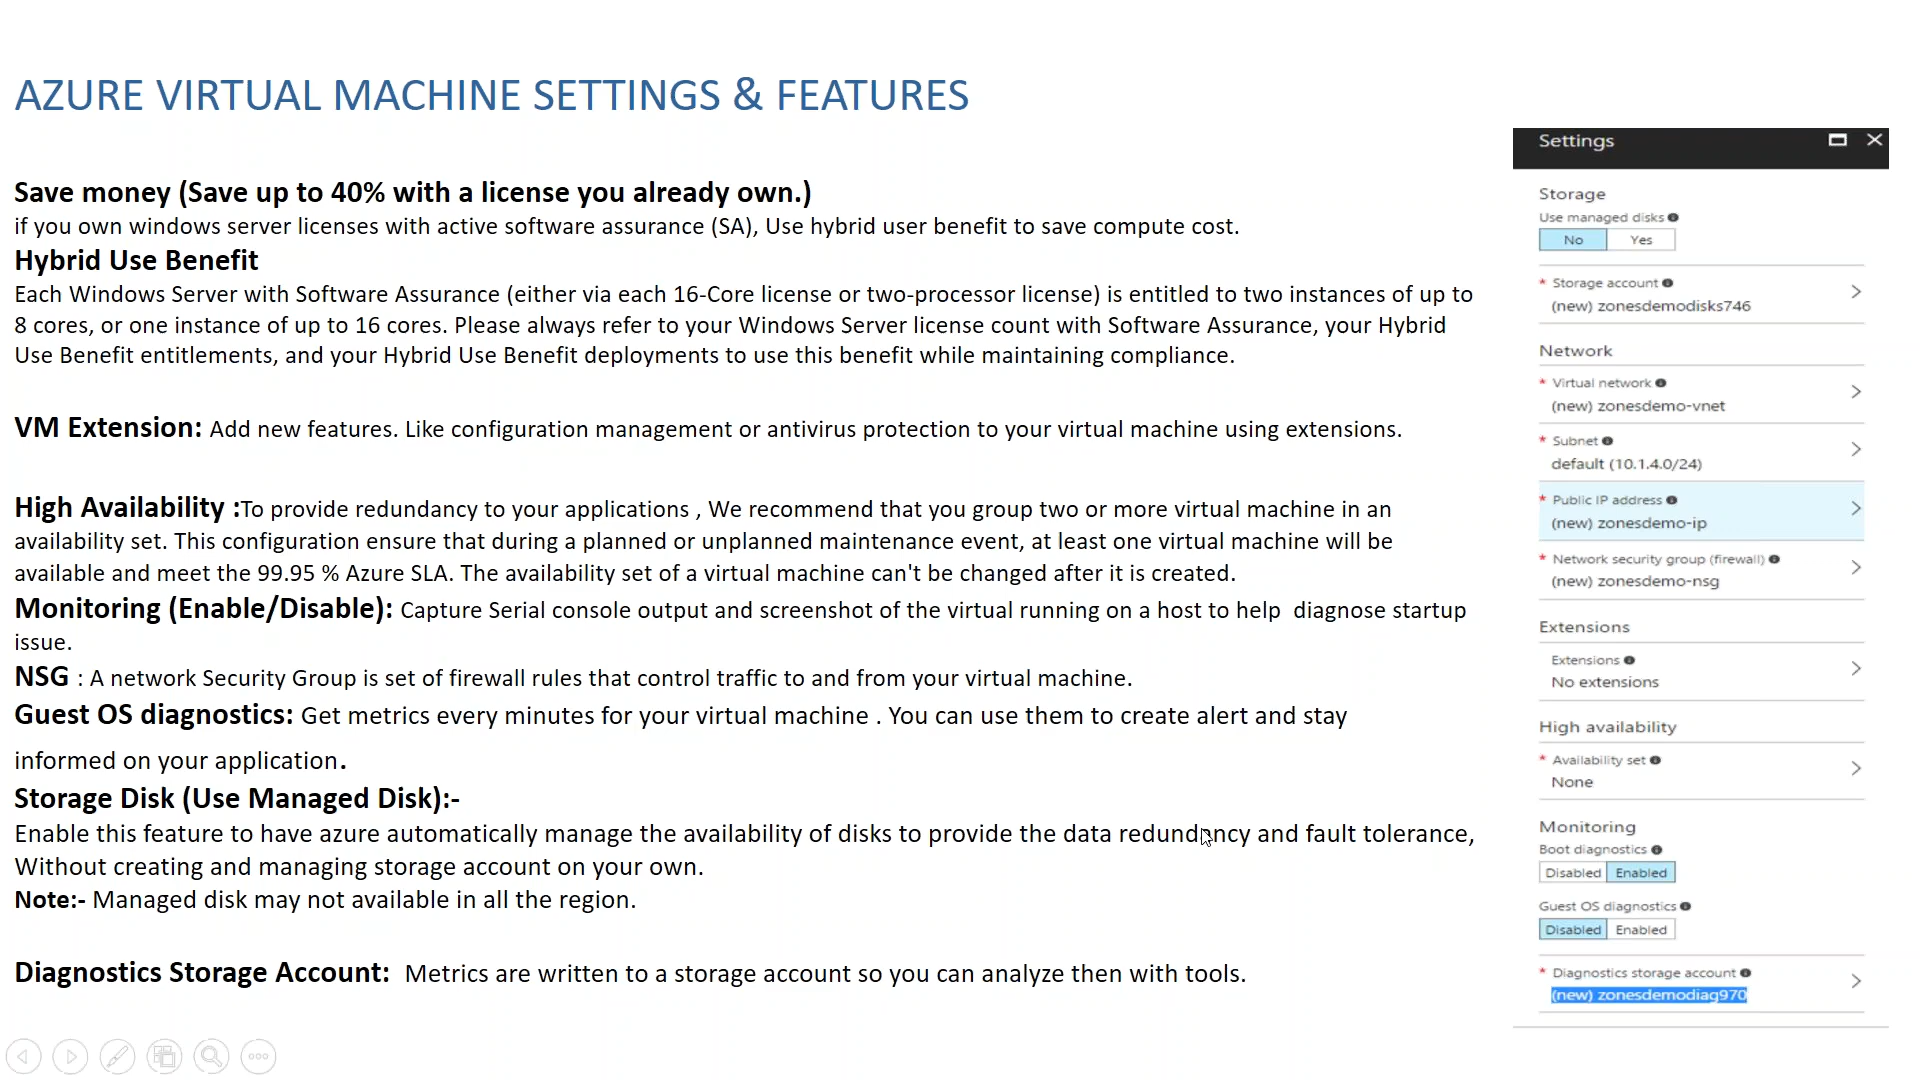 AZURE VIRTUAL MACHINE SETTINGS & FEATURES
Save money (Save up to 40% with a license you already own.)
if you own windows server licenses with active software assurance (SA), Use hybrid user benefit to save compute cost.
Hybrid Use Benefit
Each Windows Server with Software Assurance (either via each 16-Core license or two-processor license) is entitled to two instances of up to
8 cores, or one instance of up to 16 cores. Please always refer to your Windows Server license count with Software Assurance, your Hybrid
Use Benefit entitlements, and your Hybrid Use Benefit deployments to use this benefit while maintaining compliance.
VM Extension: Add new features. Like configuration management or antivirus protection to your virtual machine using extensions.
High Availability :To provide redundancy to your applications , We recommend that you group two or more virtual machine in an
availability set. This configuration ensure that during a planned or unplanned maintenance event, at least one virtual machine will be
available and meet the 99.95 % Azure SLA. The availability set of a virtual machine can't be changed after it is created.
Monitoring (Enable/Disable): Capture Serial console output and screenshot of the virtual running on a host to help diagnose startup
issue.
NSG : A network Security Group is set of firewall rules that control traffic to and from your virtual machine.
Guest OS diagnostics: Get metrics every minutes for your virtual machine . You can use them to create alert and stay
informed on your application.
Storage Disk (Use Managed Disk):-
Enable this feature to have azure automatically manage the availability of disks to provide the data redundancy and fault tolerance,
Without creating and managing storage account on your own.
Note:- Managed disk may not available in all the region.
Diagnostics Storage Account: Metrics are written to a storage account so you can analyze then with tools.
Settings
Storage
Use managed disks
No Yes
* Storage account
(new) zonesdemodisks746
Network
* Virtual network
(new) zonesdemo-vnet
* Subnet
default (10.1.4.0/24)
* Public IP address
(new) zonesdemo-ip
* Network security group (firewall)
(new) zonesdemo-nsg
Extensions
Extensions
No extensions
High availability
* Availability set
None
Monitoring
Boot diagnostics
Disabled Enabled
Guest OS diagnostics
Disabled Enabled
* Diagnostics storage account
(new) zonesdemodiag970